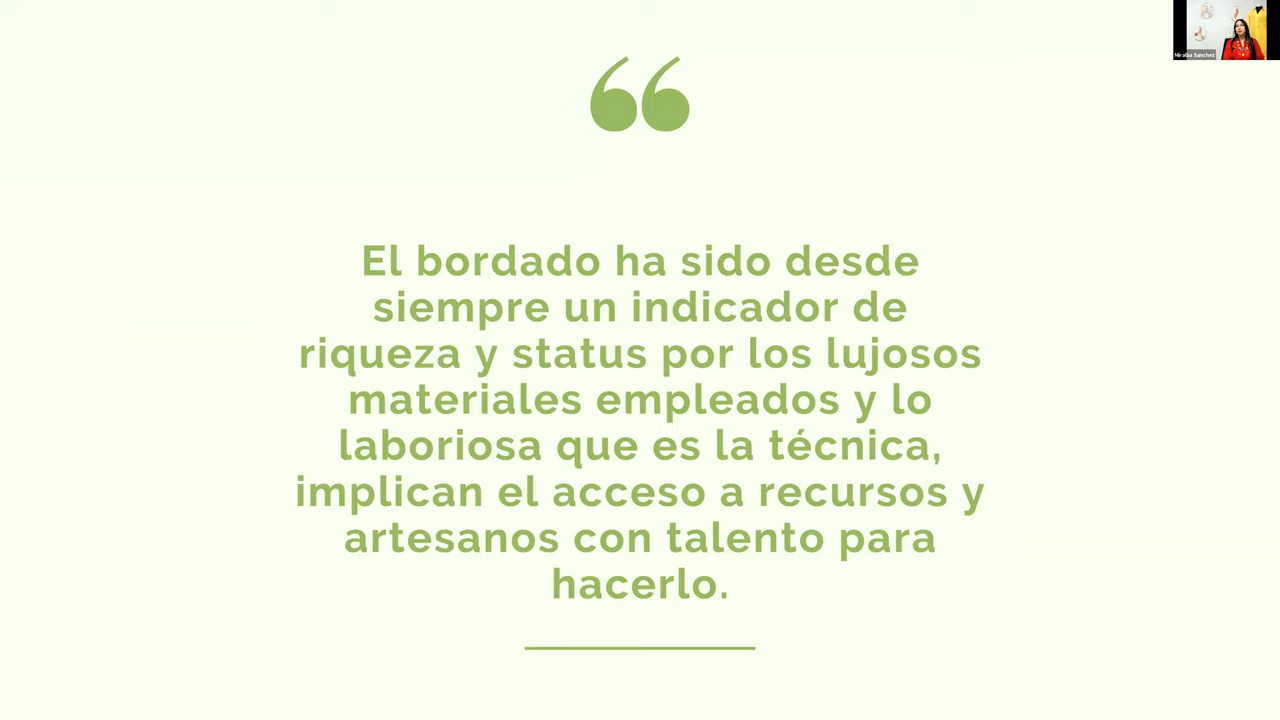 “
El bordado ha sido desde
siempre un indicador de
riqueza y status por los lujosos
materiales empleados y lo
laboriosa que es la técnica,
implican el acceso a recursos y
artesanos con talento para
hacerlo.
Sanchez